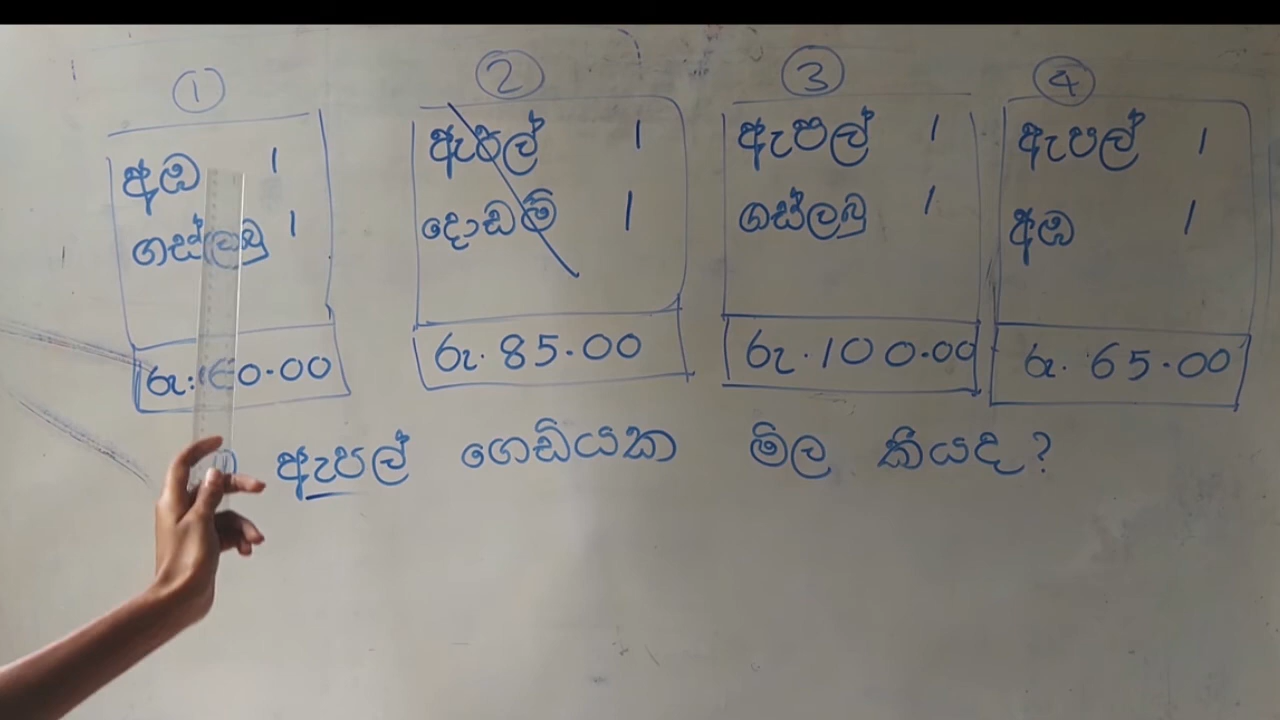 ①
අඹ 1
ගස්ලබු 1
රු. 60.00
②
ඇපල් 1
දොඩම් 1
රු. 85.00
③
ඇපල් 1
ගස්ලබු 1
රු. 100.00
④
ඇපල් 1
අඹ 1
රු. 65.00
ඇපල් ගෙඩියක මිල කීයද?